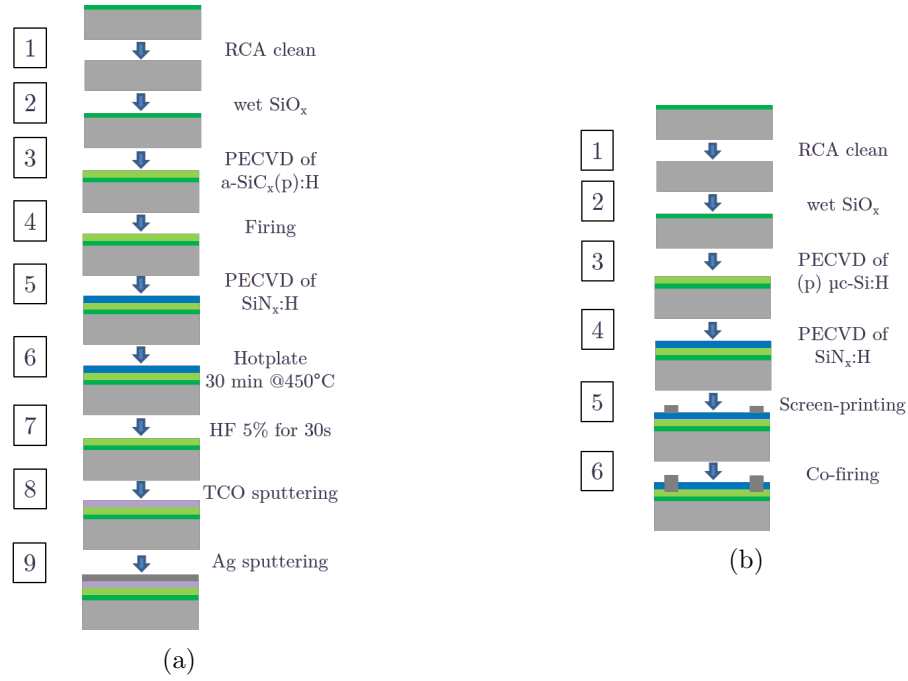 1
RCA clean
2
wet SiOₓ
3
PECVD of
a-SiCₓ(p):H
4
Firing
5
PECVD of
SiNₓ:H
6
Hotplate
30 min @450°C
7
HF 5% for 30s
8
TCO sputtering
9
Ag sputtering
(a)
1
RCA clean
2
wet SiOₓ
3
PECVD of
(p) µc-Si:H
4
PECVD of
SiNₓ:H
5
Screen-printing
6
Co-firing
(b)